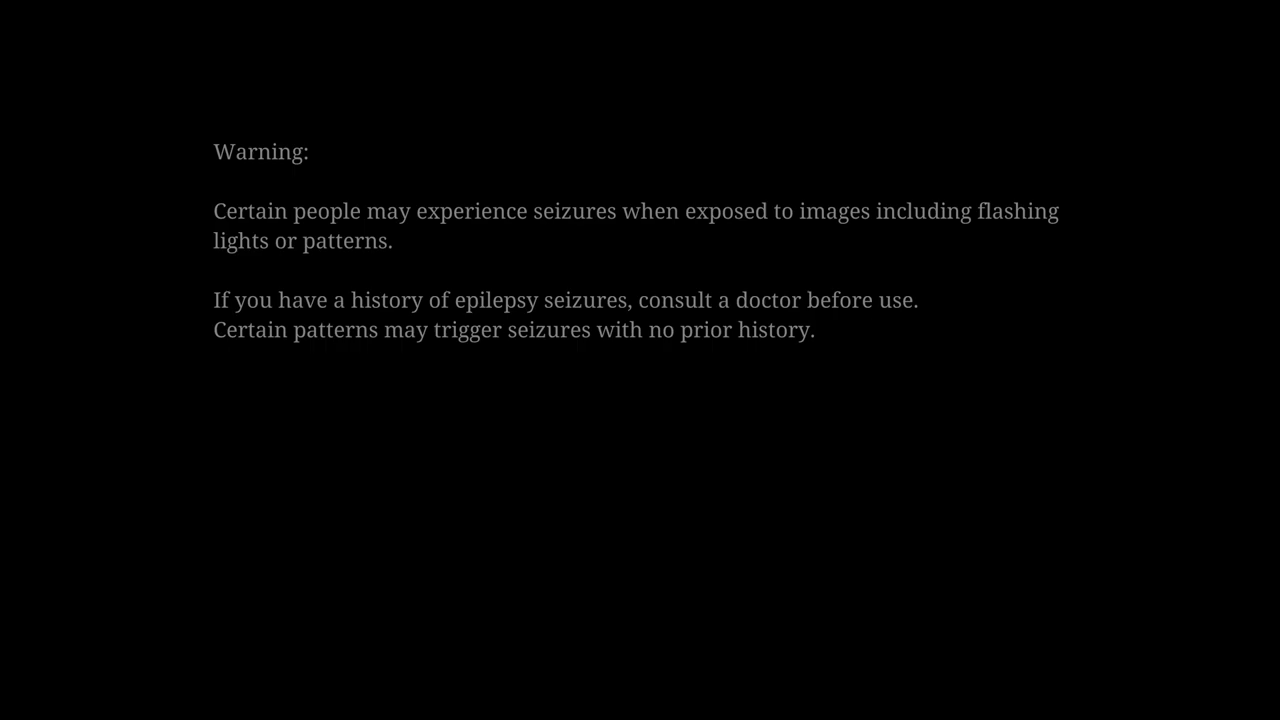 Warning:
Certain people may experience seizures when exposed to images including flashing
lights or patterns.
If you have a history of epilepsy seizures, consult a doctor before use.
Certain patterns may trigger seizures with no prior history.